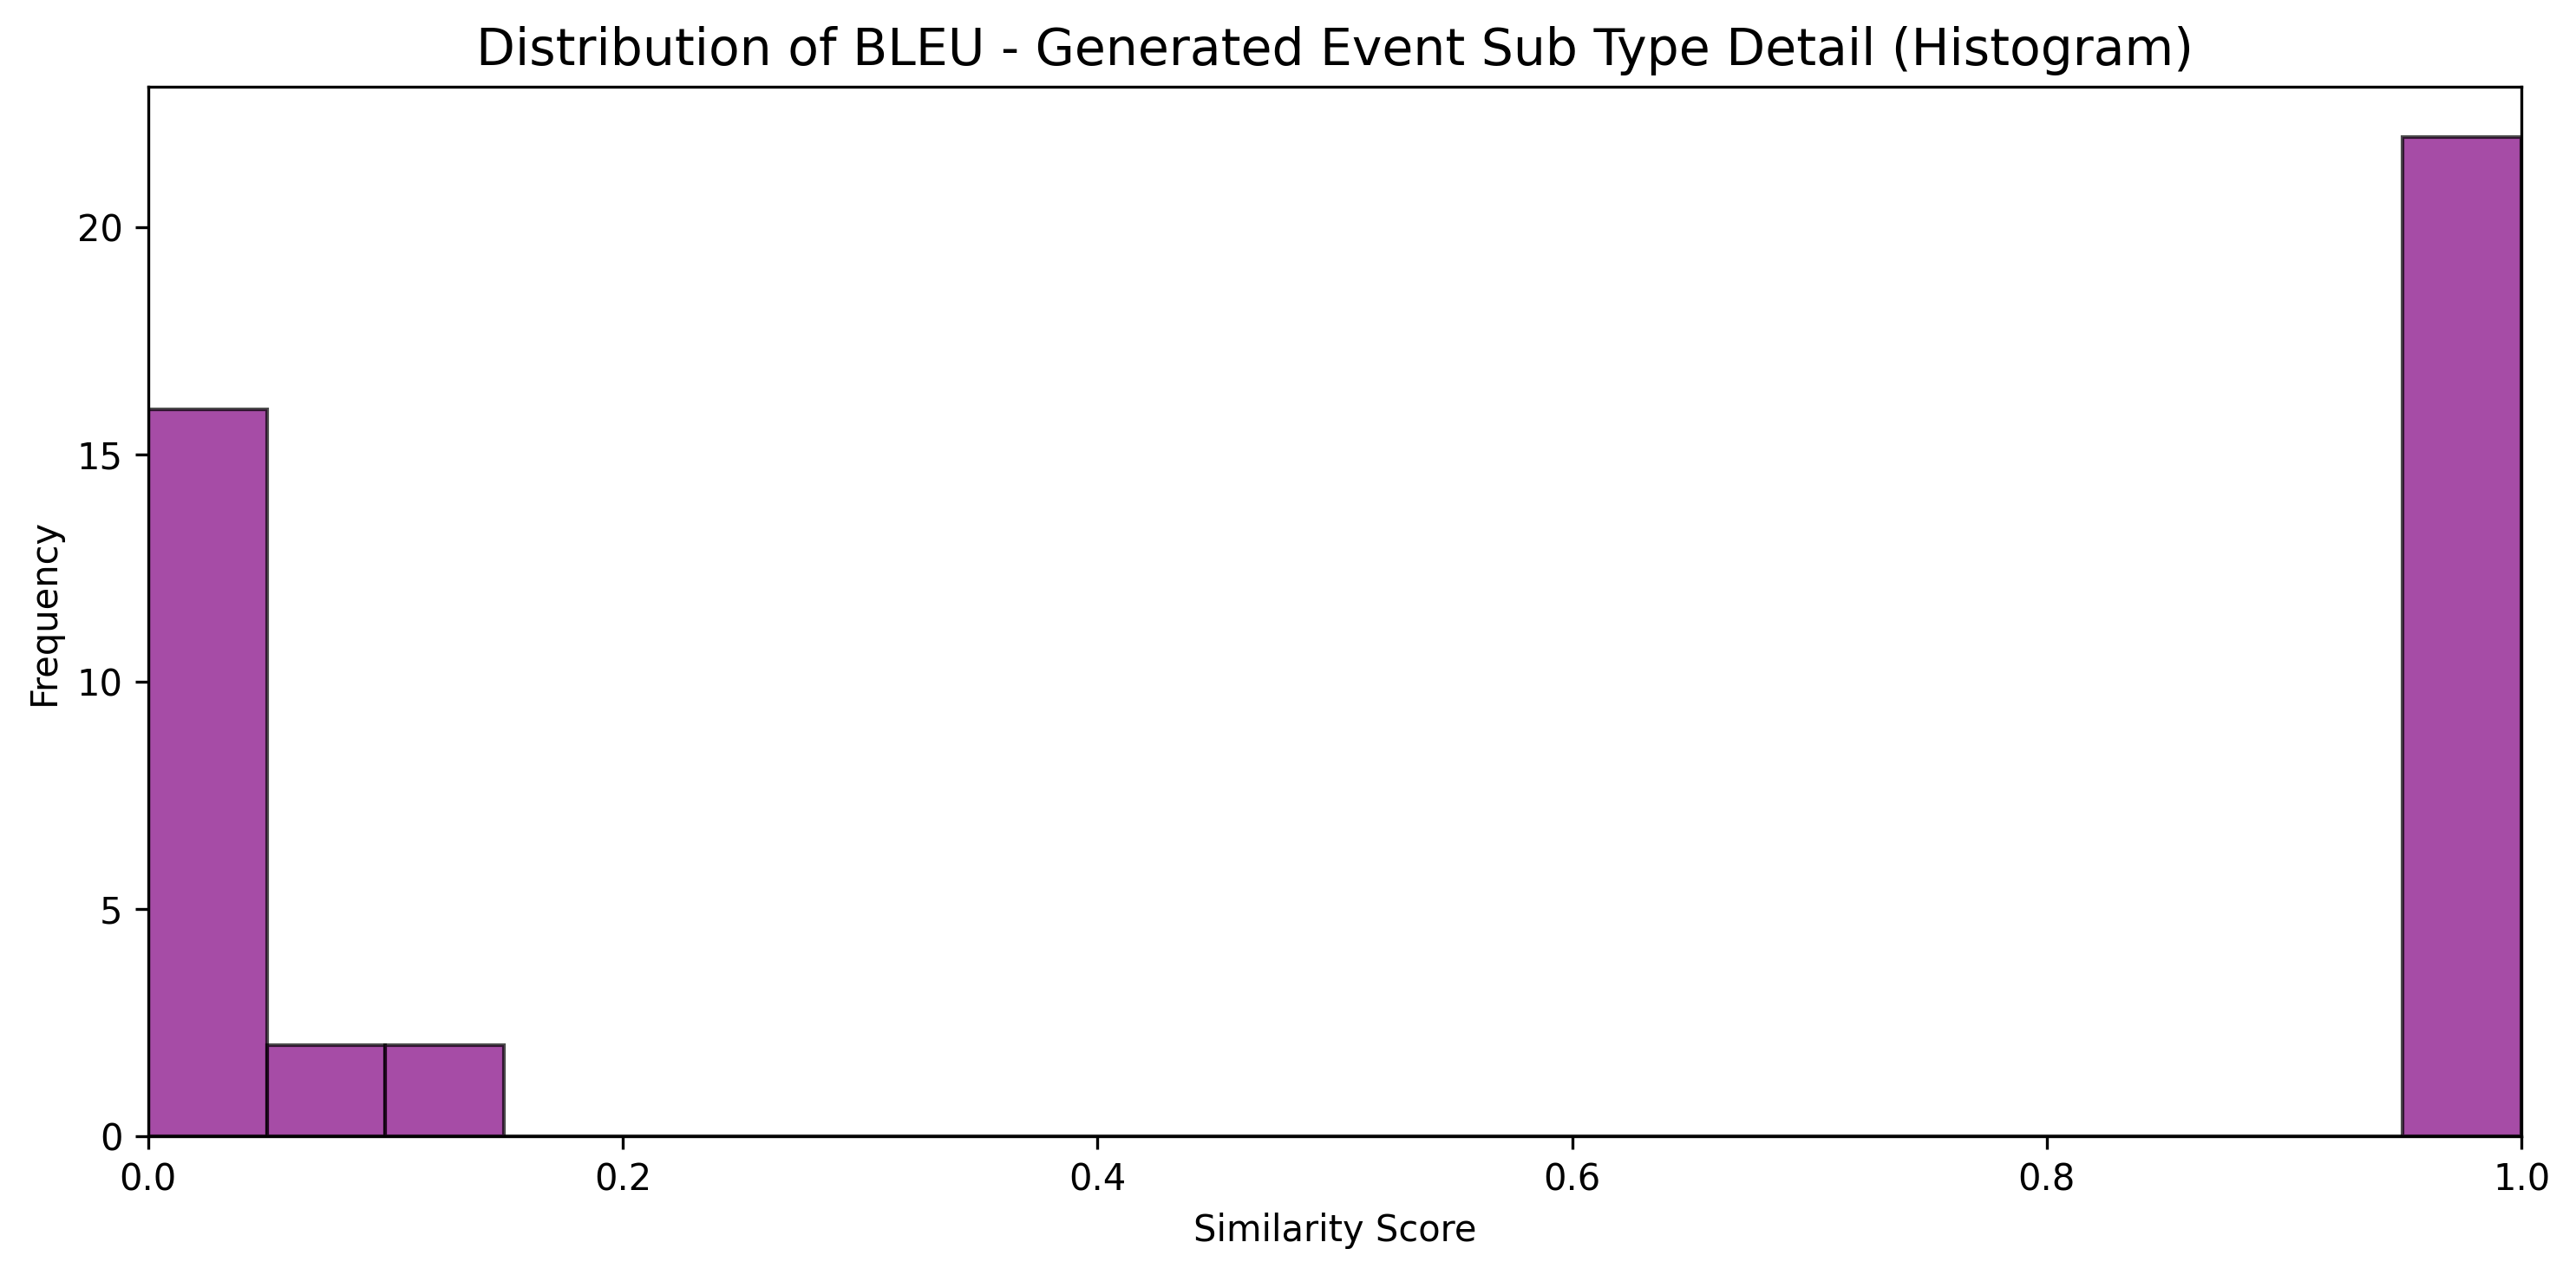 Distribution of BLEU - Generated Event Sub Type Detail (Histogram)
Frequency
20
15
10
5
0
0.0 0.2 0.4 0.6 0.8 1.0
Similarity Score